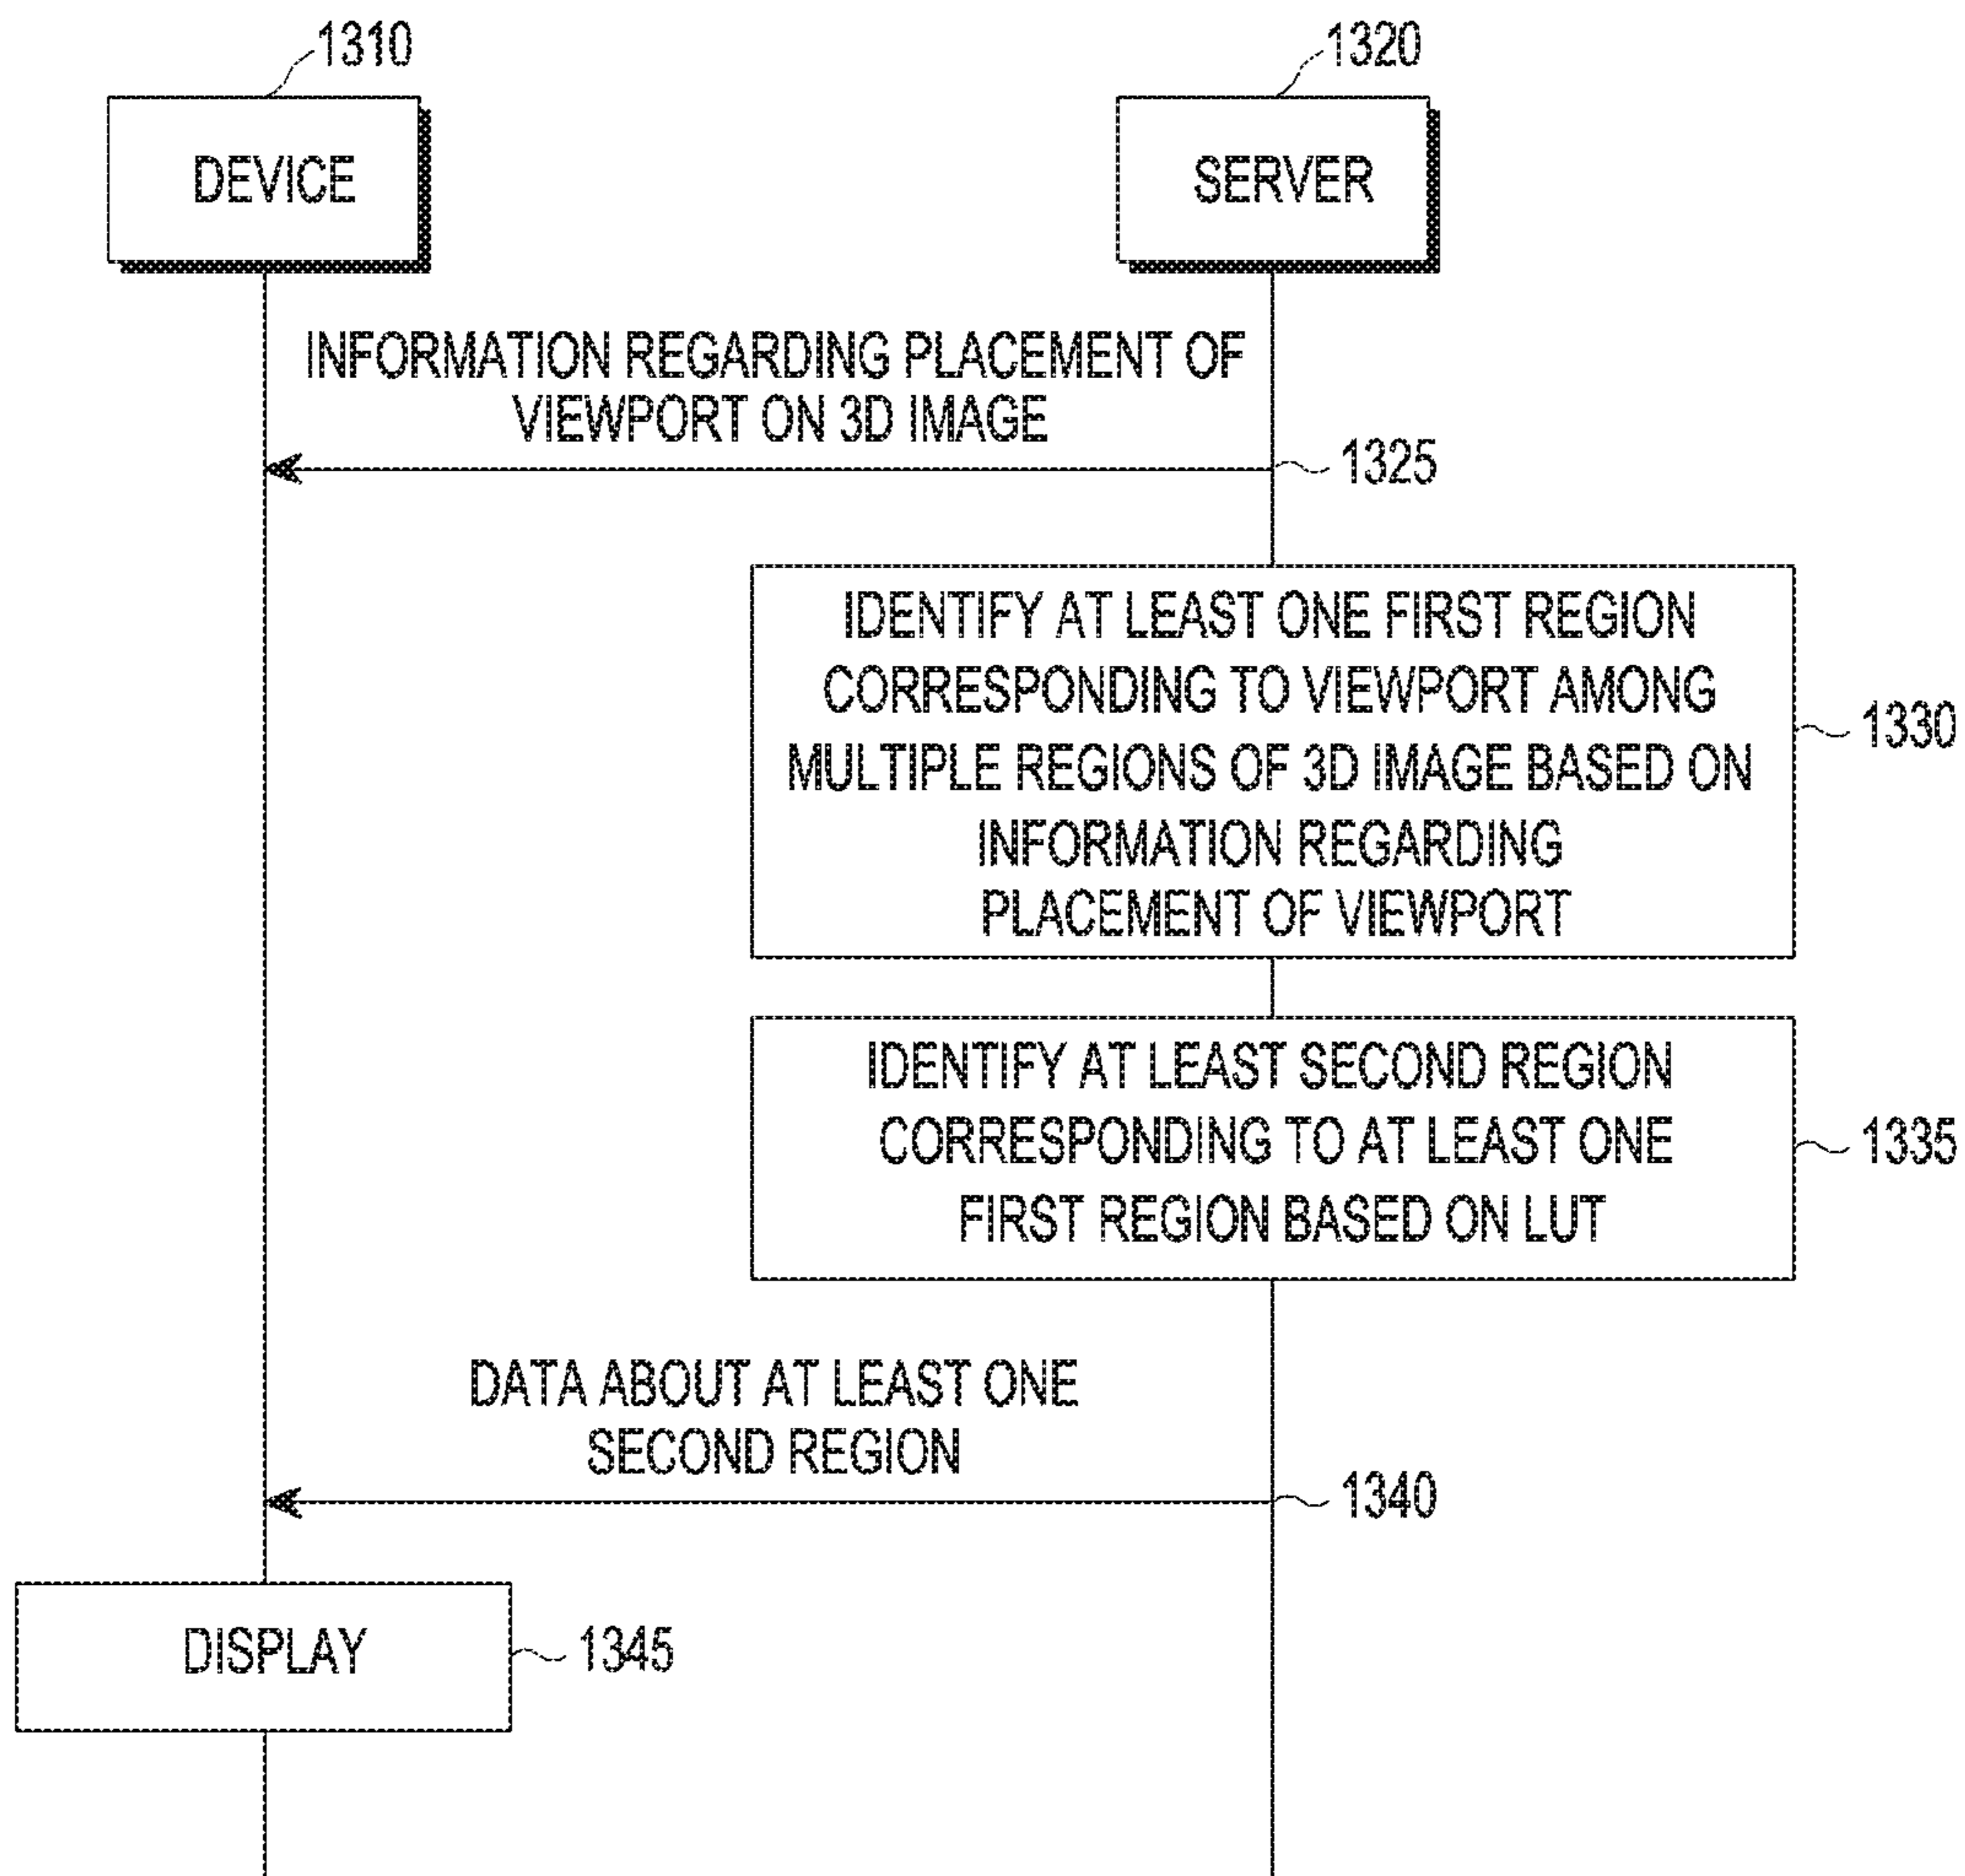 1310
1320
DEVICE
SERVER
INFORMATION REGARDING PLACEMENT OF
VIEWPORT ON 3D IMAGE
1325
IDENTIFY AT LEAST ONE FIRST REGION
CORRESPONDING TO VIEWPORT AMONG
MULTIPLE REGIONS OF 3D IMAGE BASED ON
INFORMATION REGARDING
PLACEMENT OF VIEWPORT
1330
IDENTIFY AT LEAST SECOND REGION
CORRESPONDING TO AT LEAST ONE
FIRST REGION BASED ON LUT
1335
DATA ABOUT AT LEAST ONE
SECOND REGION
1340
DISPLAY
1345